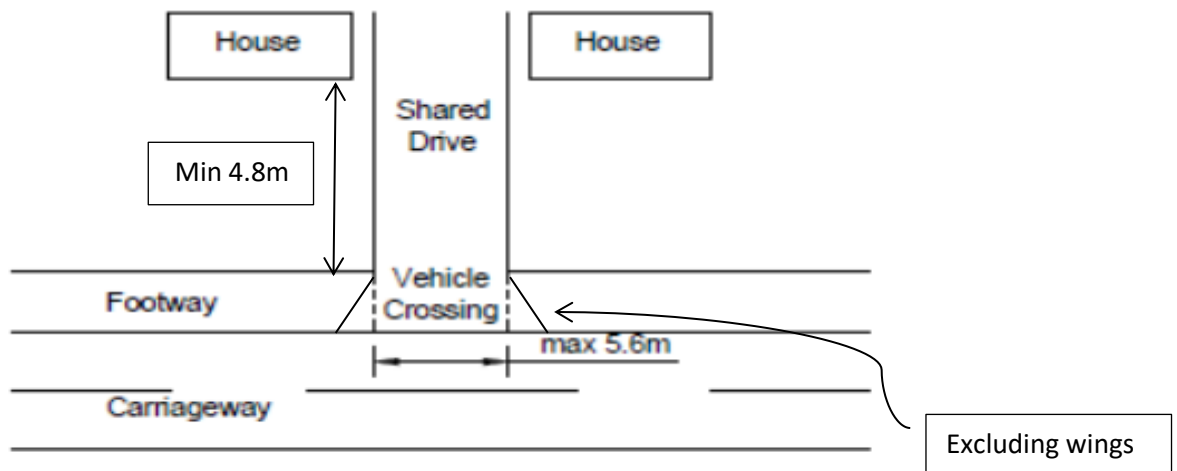 House
House
Shared
Drive
Min 4.8m
Vehicle
Crossing
Footway
max 5.6m
Carriageway
Excluding wings